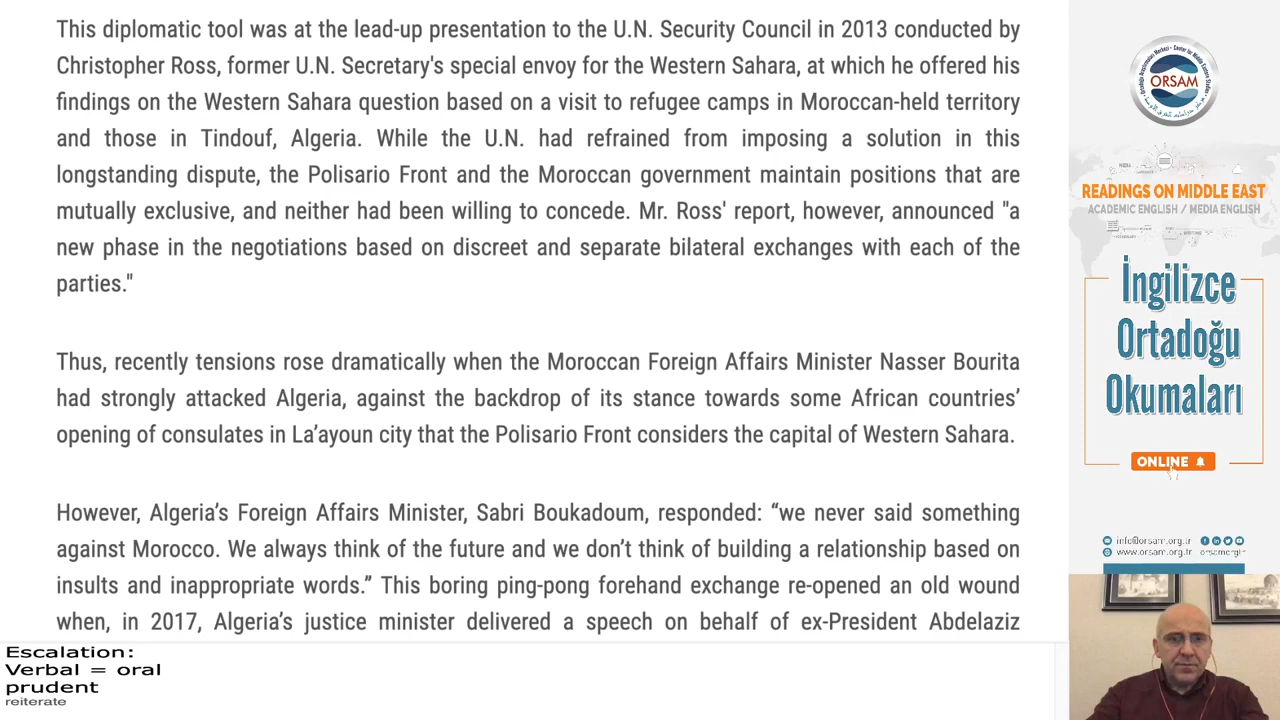 This diplomatic tool was at the lead-up presentation to the U.N. Security Council in 2013 conducted by
Christopher Ross, former U.N. Secretary's special envoy for the Western Sahara, at which he offered his
findings on the Western Sahara question based on a visit to refugee camps in Moroccan-held territory
and those in Tindouf, Algeria. While the U.N. had refrained from imposing a solution in this
longstanding dispute, the Polisario Front and the Moroccan government maintain positions that are
mutually exclusive, and neither had been willing to concede. Mr. Ross' report, however, announced "a
new phase in the negotiations based on discreet and separate bilateral exchanges with each of the
parties."
Thus, recently tensions rose dramatically when the Moroccan Foreign Affairs Minister Nasser Bourita
had strongly attacked Algeria, against the backdrop of its stance towards some African countries’
opening of consulates in La’ayoun city that the Polisario Front considers the capital of Western Sahara.
However, Algeria’s Foreign Affairs Minister, Sabri Boukadoum, responded: “we never said something
against Morocco. We always think of the future and we don’t think of building a relationship based on
insults and inappropriate words.” This boring ping-pong forehand exchange re-opened an old wound
when, in 2017, Algeria’s justice minister delivered a speech on behalf of ex-President Abdelaziz
Escalation:
Verbal = oral
prudent
reiterate
ORSAM
READINGS ON MIDDLE EAST
ACADEMIC ENGLISH / MEDIA ENGLISH
İngilizce
Ortadoğu
Okumaları
ONLINE
info@orsam.org.tr
www.orsam.org.tr orsamorgtr